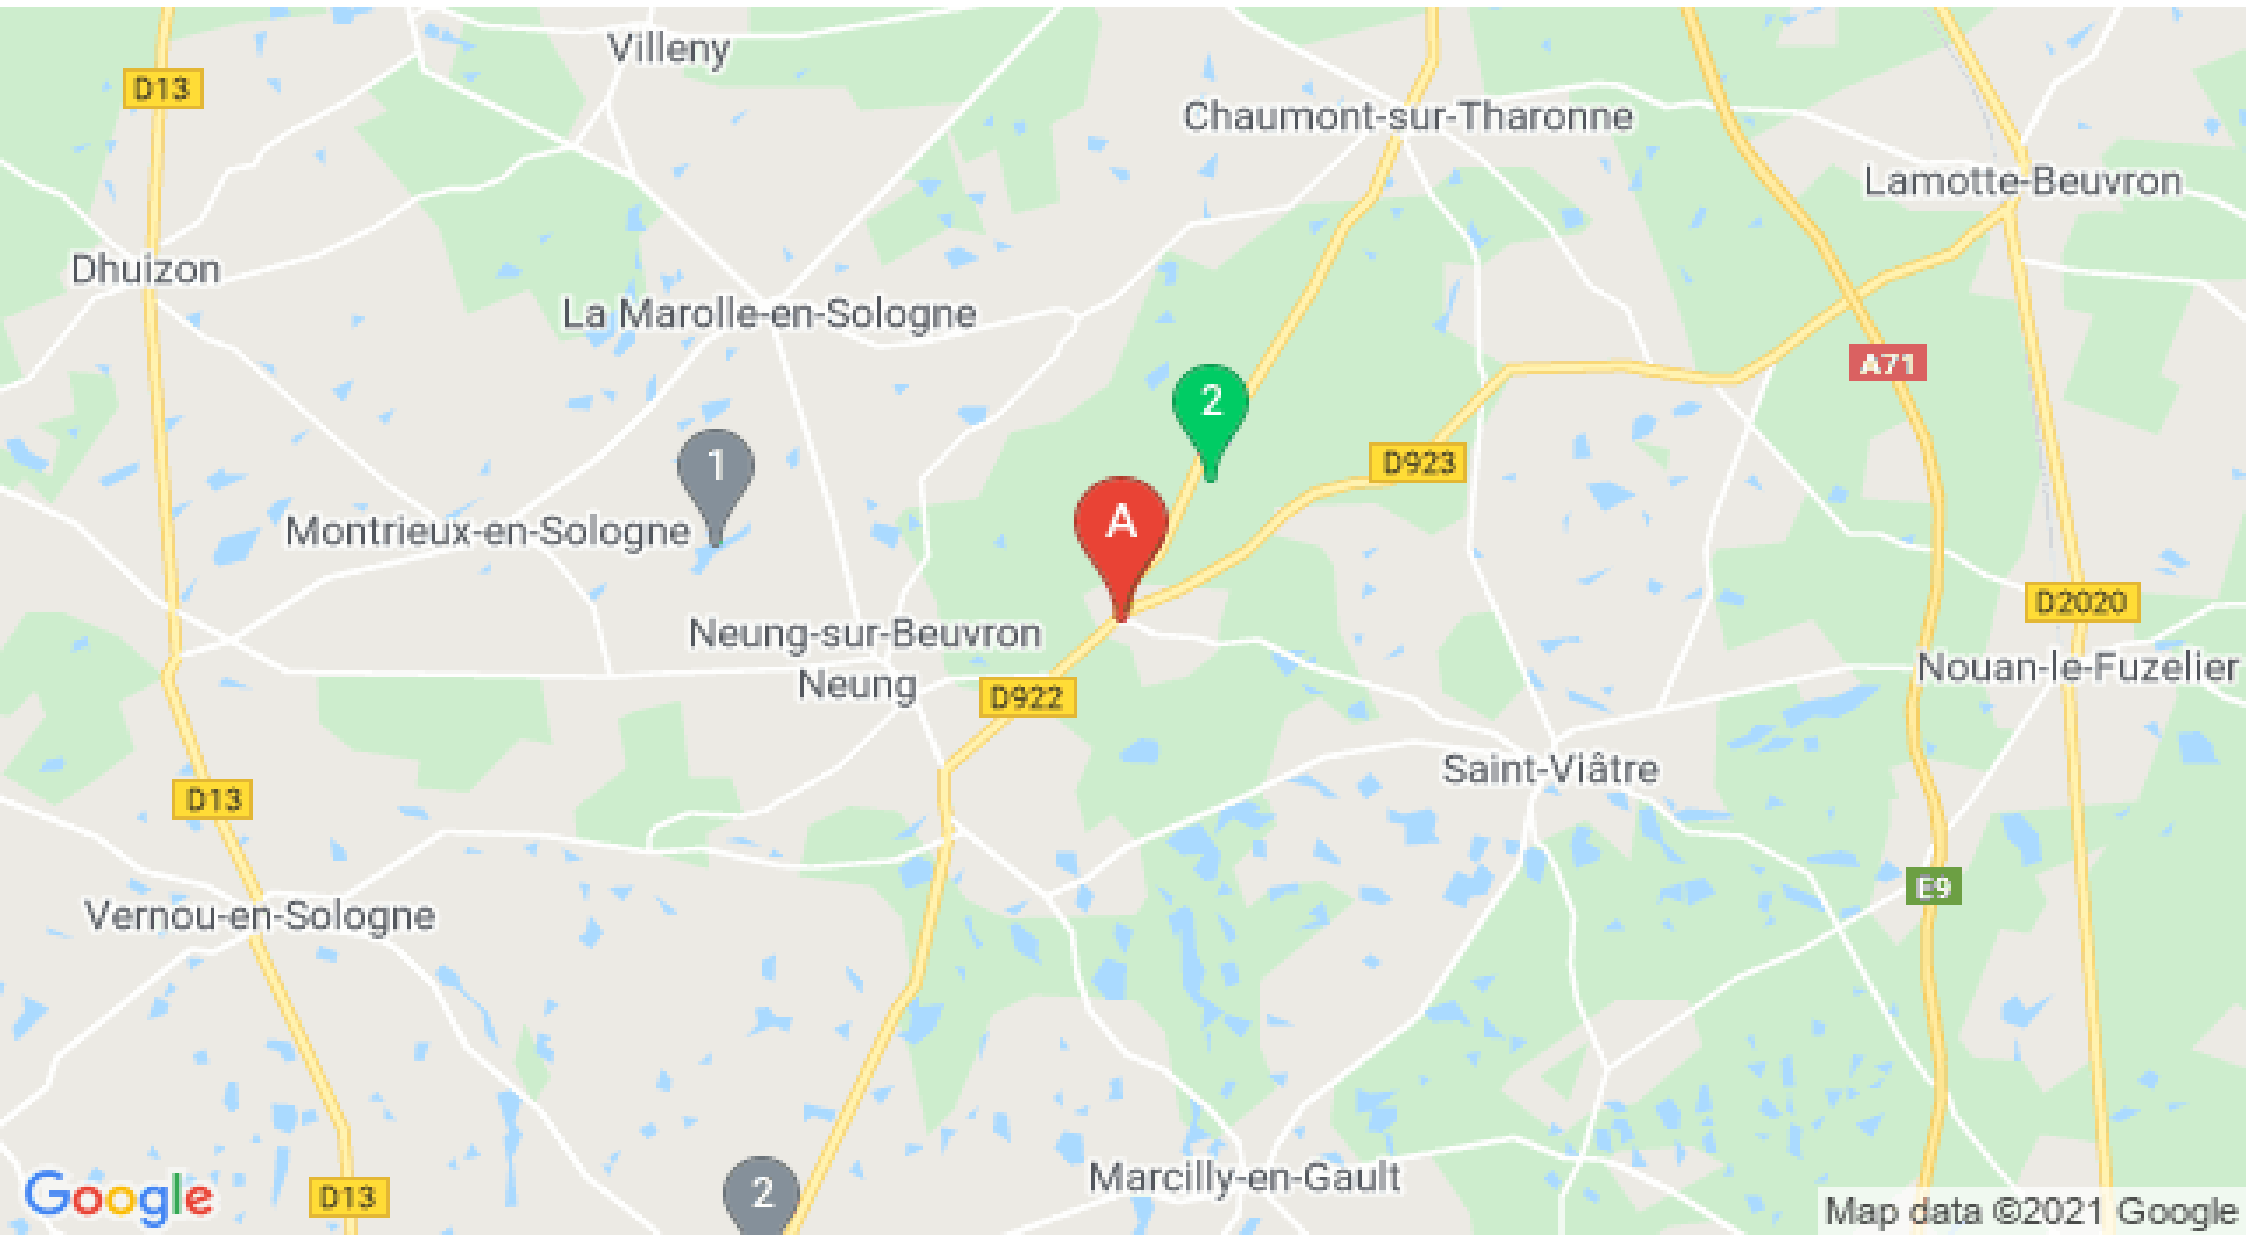 Villeny
D13
Chaumont-sur-Tharonne
Lamotte-Beuvron
Dhuizon
La Marolle-en-Sologne
A71
2
1
D923
A
Montrieux-en-Sologne
D2020
Neung-sur-Beuvron
Neung
Nouan-le-Fuzelier
D922
Saint-Viâtre
D13
E9
Vernou-en-Sologne
Marcilly-en-Gault
2
Google
D13
Map data ©2021 Google